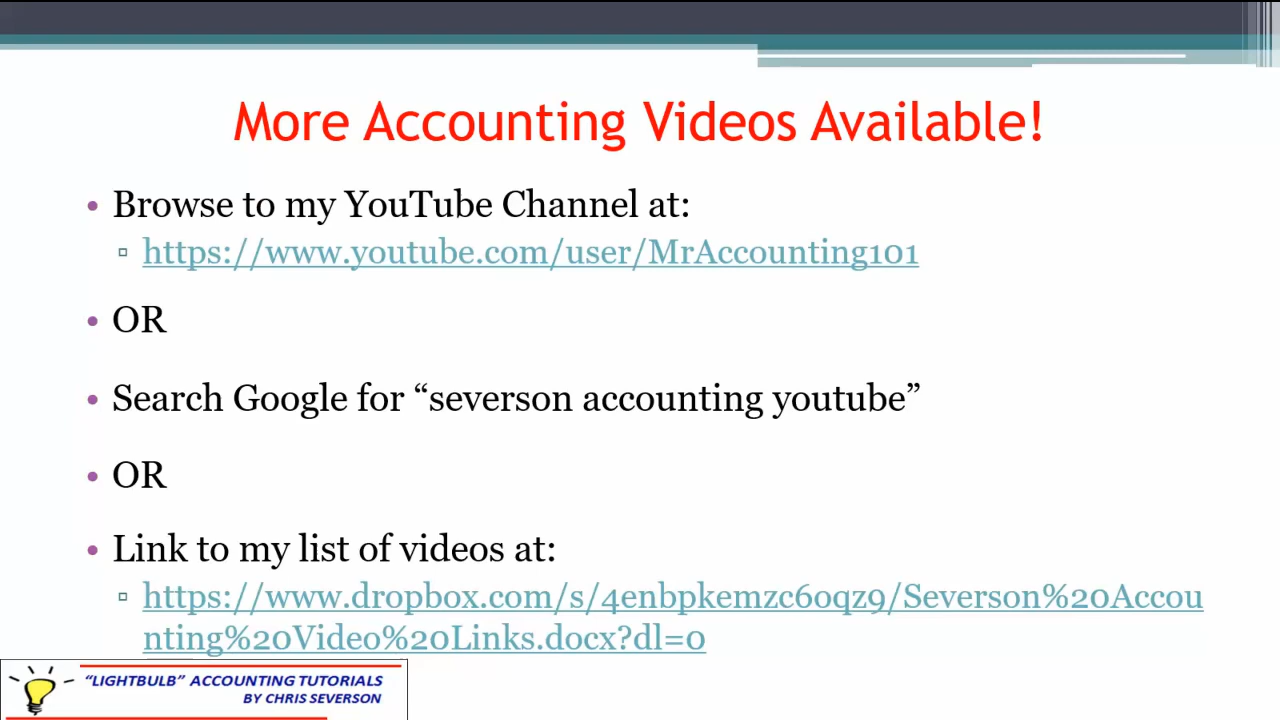 More Accounting Videos Available!
• Browse to my YouTube Channel at:
▫ https://www.youtube.com/user/MrAccounting101
• OR
• Search Google for “severson accounting youtube”
• OR
• Link to my list of videos at:
▫ https://www.dropbox.com/s/4enbpkemzc6oqz9/Severson%20Accou
nting%20Video%20Links.docx?dl=0
“LIGHTBULB” ACCOUNTING TUTORIALS
BY CHRIS SEVERSON